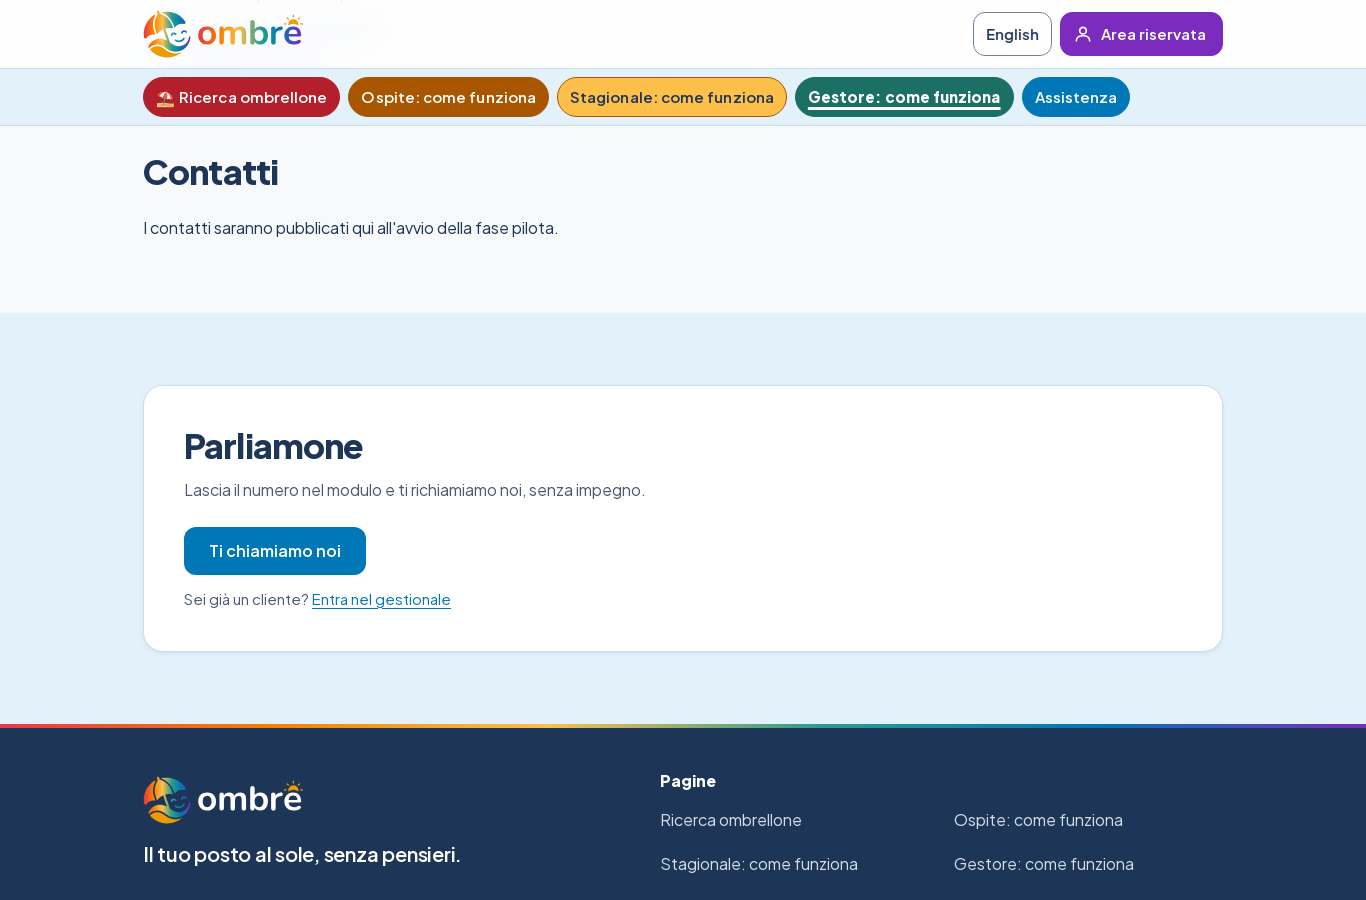 ombrē
English
Area riservata
Ricerca ombrellone
Ospite: come funziona
Stagionale: come funziona
Gestore: come funziona
Assistenza
Contatti
I contatti saranno pubblicati qui all'avvio della fase pilota.
Parliamone
Lascia il numero nel modulo e ti richiamiamo noi, senza impegno.
Ti chiamiamo noi
Sei già un cliente? Entra nel gestionale
ombrē
Il tuo posto al sole, senza pensieri.
Pagine
Ricerca ombrellone
Ospite: come funziona
Stagionale: come funziona
Gestore: come funziona